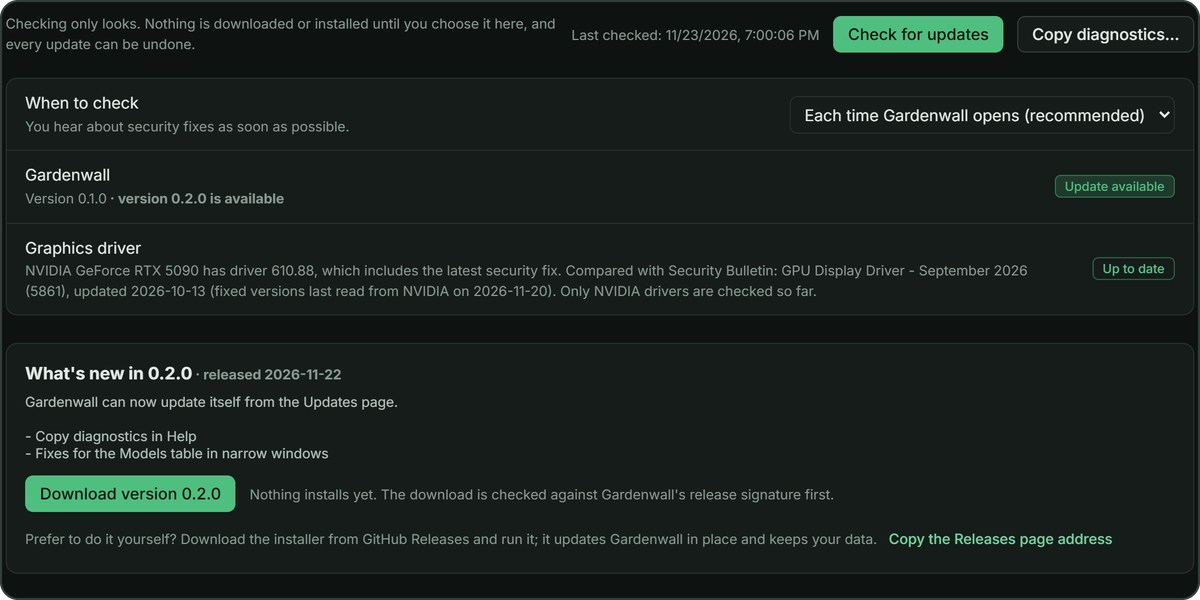 Checking only looks. Nothing is downloaded or installed until you choose it here, and
every update can be undone.
Last checked: 11/23/2026, 7:00:06 PM
Check for updates
Copy diagnostics...
When to check
You hear about security fixes as soon as possible.
Each time Gardenwall opens (recommended)
Gardenwall
Version 0.1.0 · version 0.2.0 is available
Update available
Graphics driver
NVIDIA GeForce RTX 5090 has driver 610.88, which includes the latest security fix. Compared with Security Bulletin: GPU Display Driver - September 2026
(5861), updated 2026-10-13 (fixed versions last read from NVIDIA on 2026-11-20). Only NVIDIA drivers are checked so far.
Up to date
What's new in 0.2.0 · released 2026-11-22
Gardenwall can now update itself from the Updates page.
- Copy diagnostics in Help
- Fixes for the Models table in narrow windows
Download version 0.2.0
Nothing installs yet. The download is checked against Gardenwall's release signature first.
Prefer to do it yourself? Download the installer from GitHub Releases and run it; it updates Gardenwall in place and keeps your data.
Copy the Releases page address